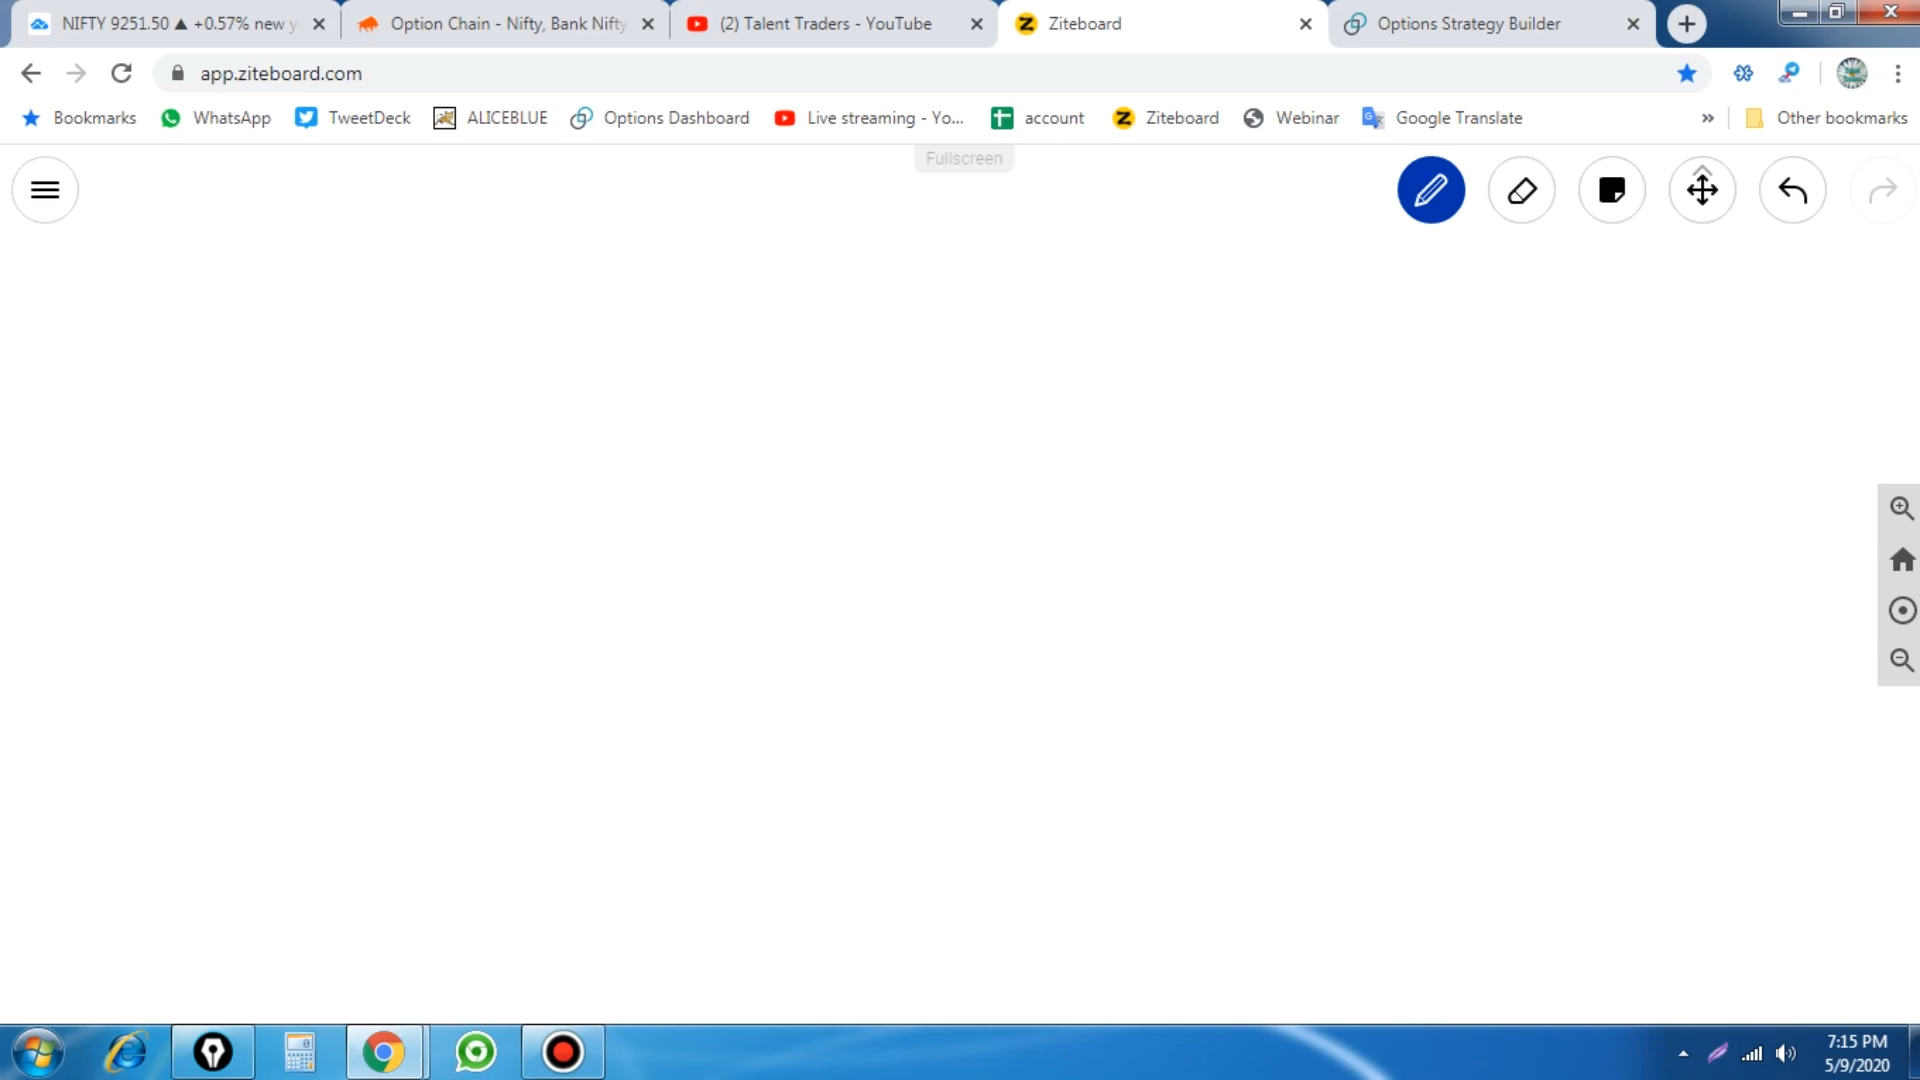 NIFTY 9251.50 ▲ +0.57% new y
Option Chain - Nifty, Bank Nifty
(2) Talent Traders - YouTube
Ziteboard
Options Strategy Builder
app.ziteboard.com
Bookmarks
WhatsApp
TweetDeck
ALICEBLUE
Options Dashboard
Live streaming - Yo...
account
Ziteboard
Webinar
Google Translate
»
Other bookmarks
Fullscreen
7:15 PM
5/9/2020